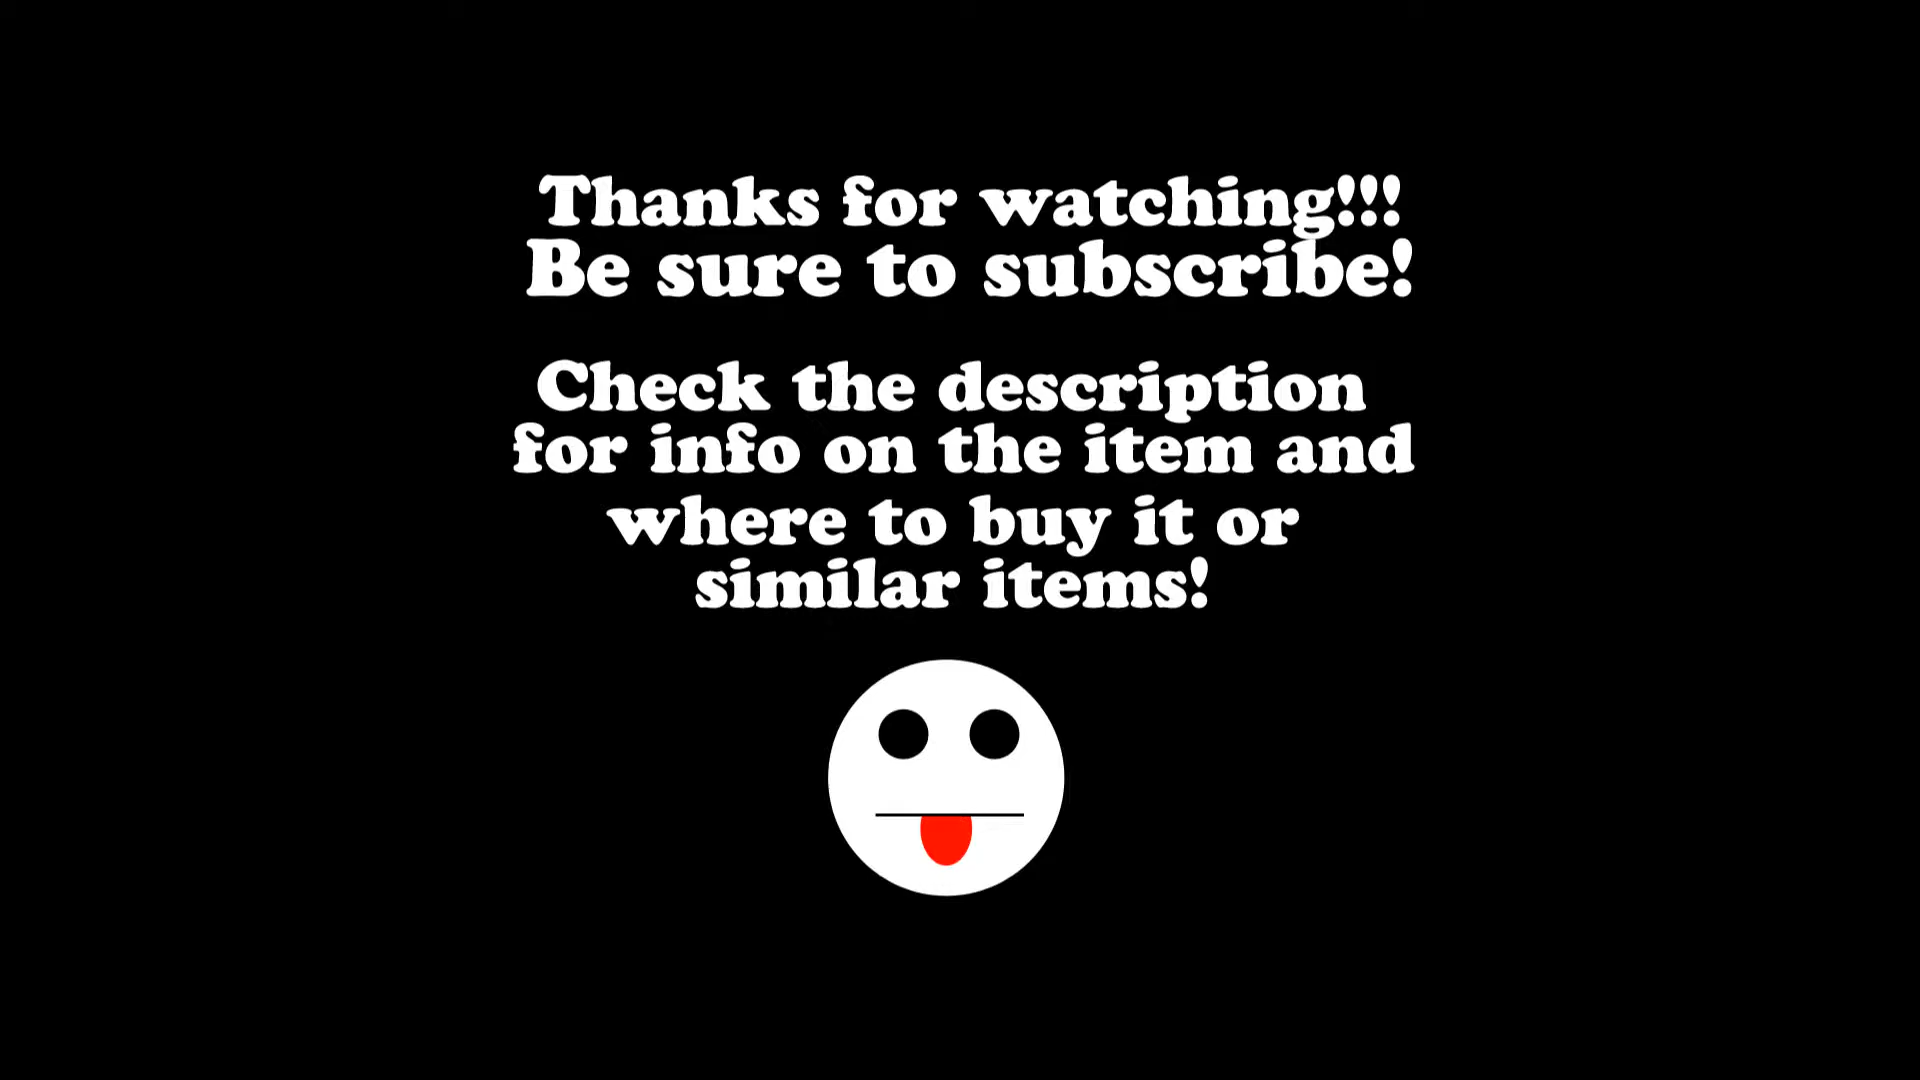 Thanks for watching!!!
Be sure to subscribe!
Check the description
for info on the item and
where to buy it or
similar items!